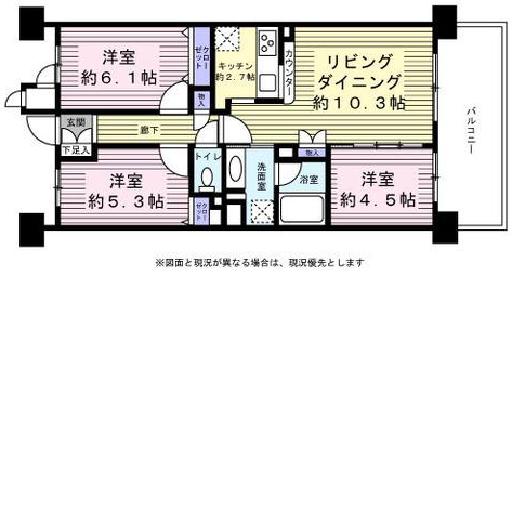 洋室
約6.1帖
クローゼット
キッチン
約2.7帖
カウンター
リビング
ダイニング
約10.3帖
バルコニー
物入
玄関
廊下
下足入
洋室
約5.3帖
トイレ
クロゼット
洗面室
浴室
物入
洋室
約4.5帖
※図面と現況が異なる場合は、現況優先とします